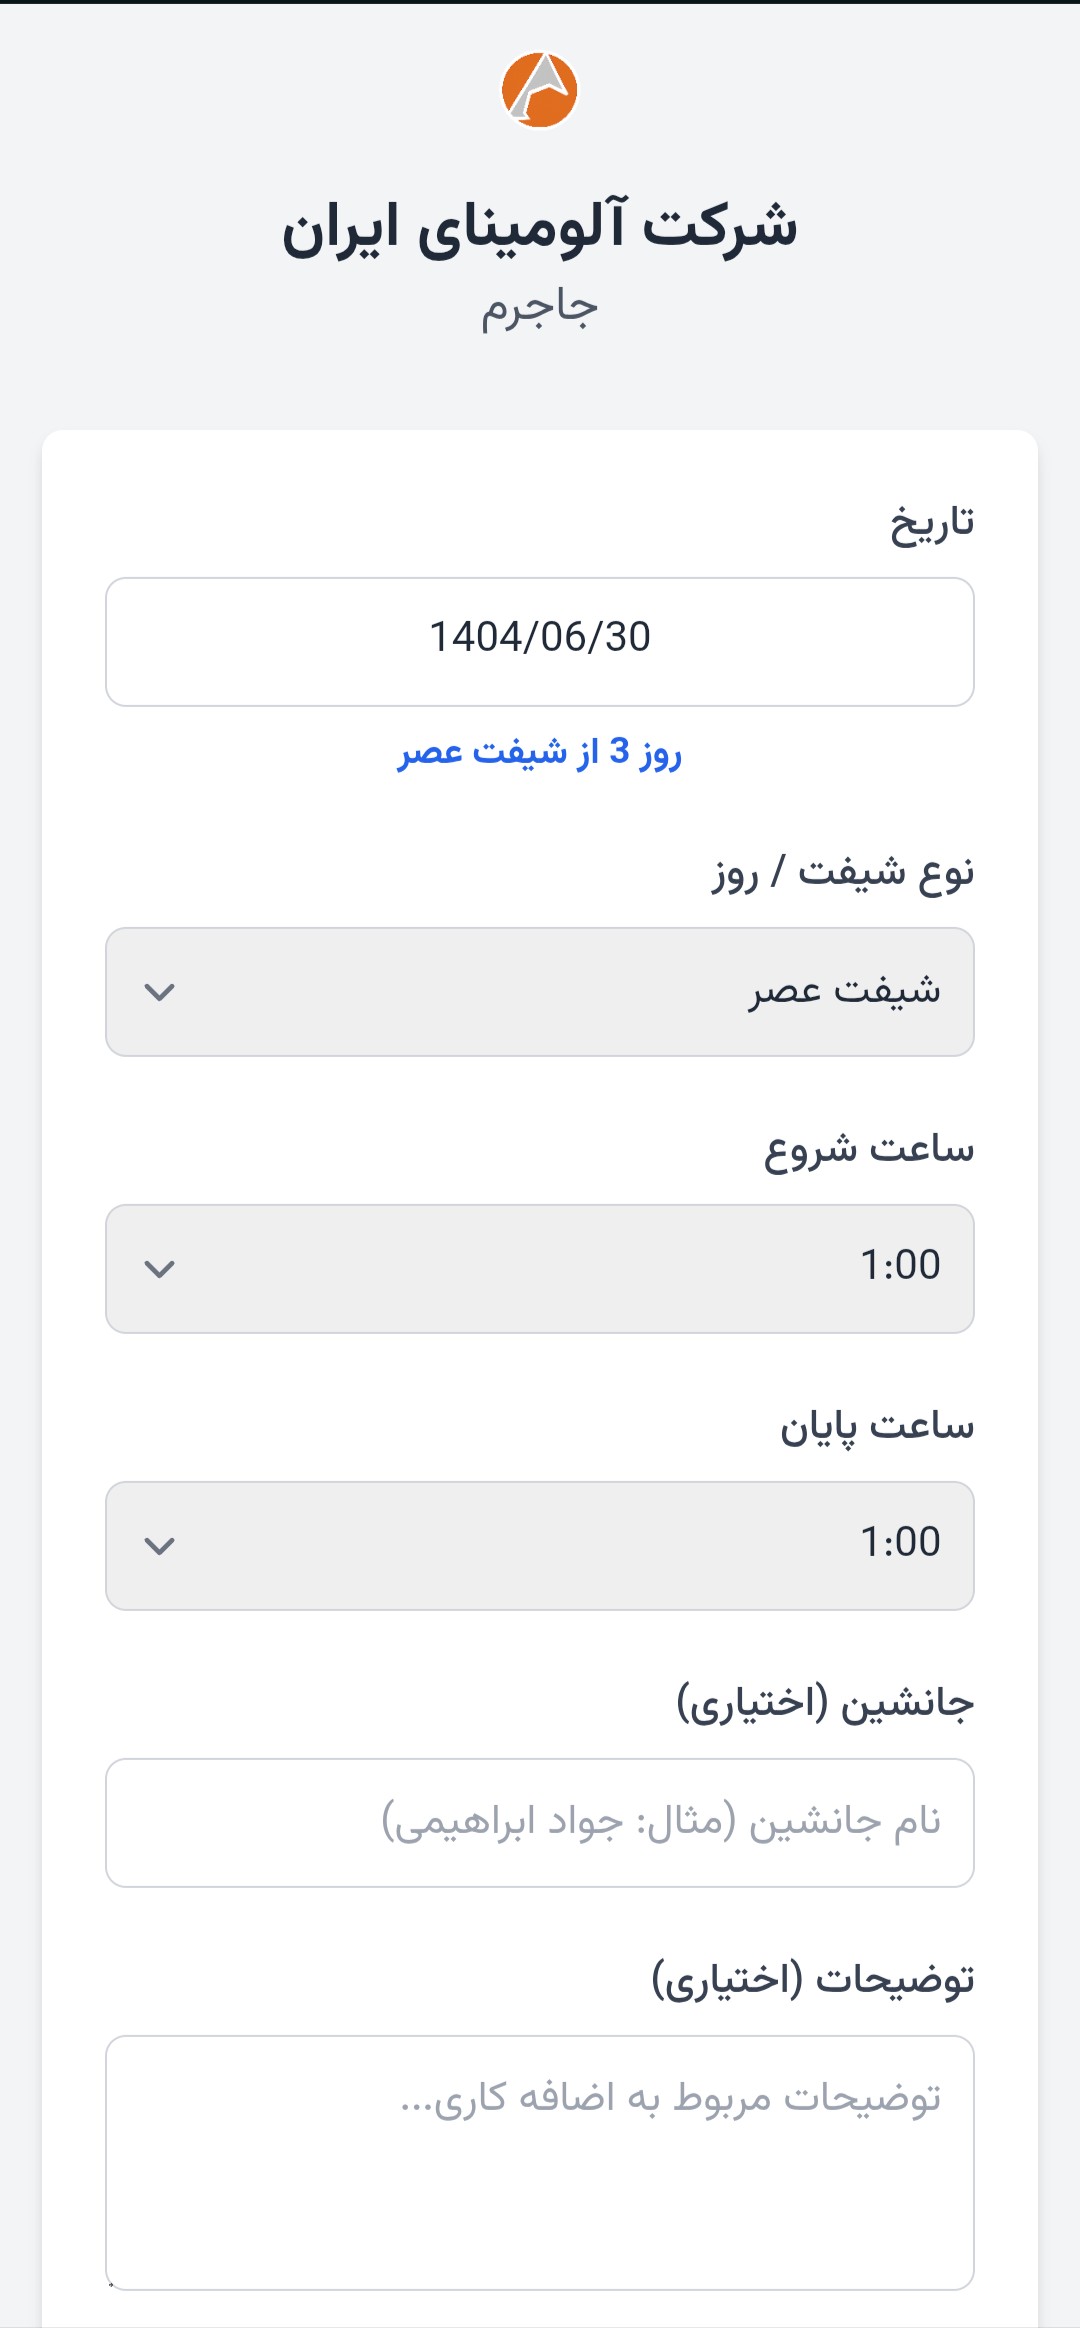 شرکت آلومینای ایران
جاجرم
تاریخ
1404/06/30
روز 3 از شیفت عصر
نوع شیفت / روز
شیفت عصر
ساعت شروع
1:00
ساعت پایان
1:00
جانشین (اختیاری)
نام جانشین (مثال: جواد ابراهیمی)
توضیحات (اختیاری)
توضیحات مربوط به اضافه کاری...